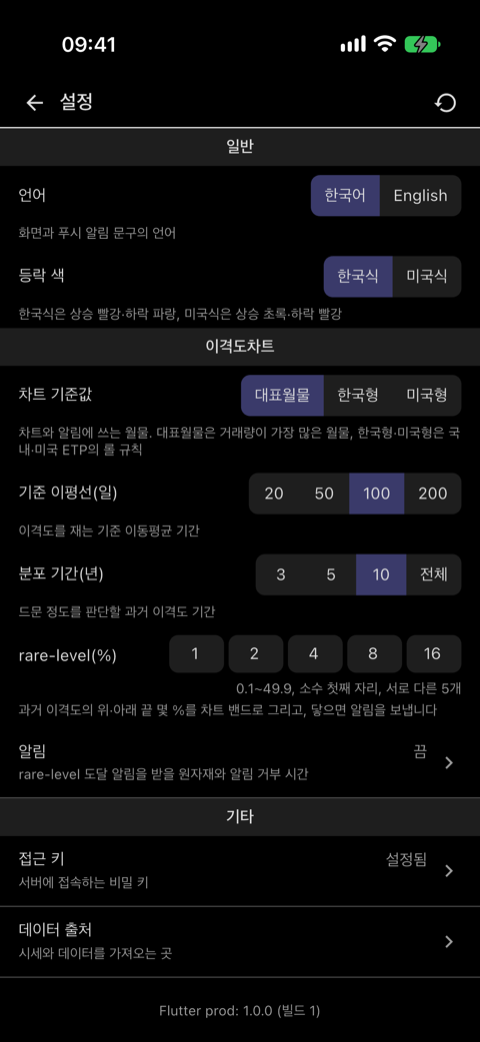 09:41
설정
일반
언어
한국어 English
화면과 푸시 알림 문구의 언어
등락 색
한국식 미국식
한국식은 상승 빨강·하락 파랑, 미국식은 상승 초록·하락 빨강
이격도차트
차트 기준값
대표월물 한국형 미국형
차트와 알림에 쓰는 월물. 대표월물은 거래량이 가장 많은 월물, 한국형·미국형은 국
내·미국 ETP의 롤 규칙
기준 이평선(일)
20 50 100 200
이격도를 재는 기준 이동평균 기간
분포 기간(년)
3 5 10 전체
드문 정도를 판단할 과거 이격도 기간
rare-level(%)
1 2 4 8 16
0.1~49.9, 소수 첫째 자리, 서로 다른 5개
과거 이격도의 위·아래 끝 몇 %를 차트 밴드로 그리고, 닿으면 알림을 보냅니다
알림
끔
rare-level 도달 알림을 받을 원자재와 알림 거부 시간
기타
접근 키
설정됨
서버에 접속하는 비밀 키
데이터 출처
시세와 데이터를 가져오는 곳
Flutter prod: 1.0.0 (빌드 1)